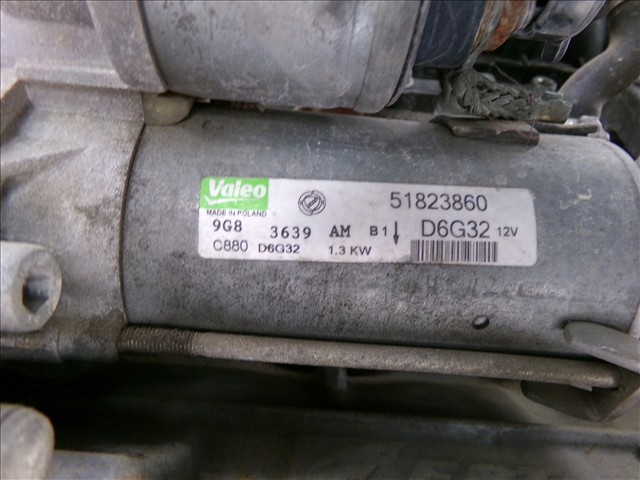 Valeo
MADE IN POLAND
51823860
9G8 3639 AM B1 D6G32 12V
C880 D6G32 1.3 KW